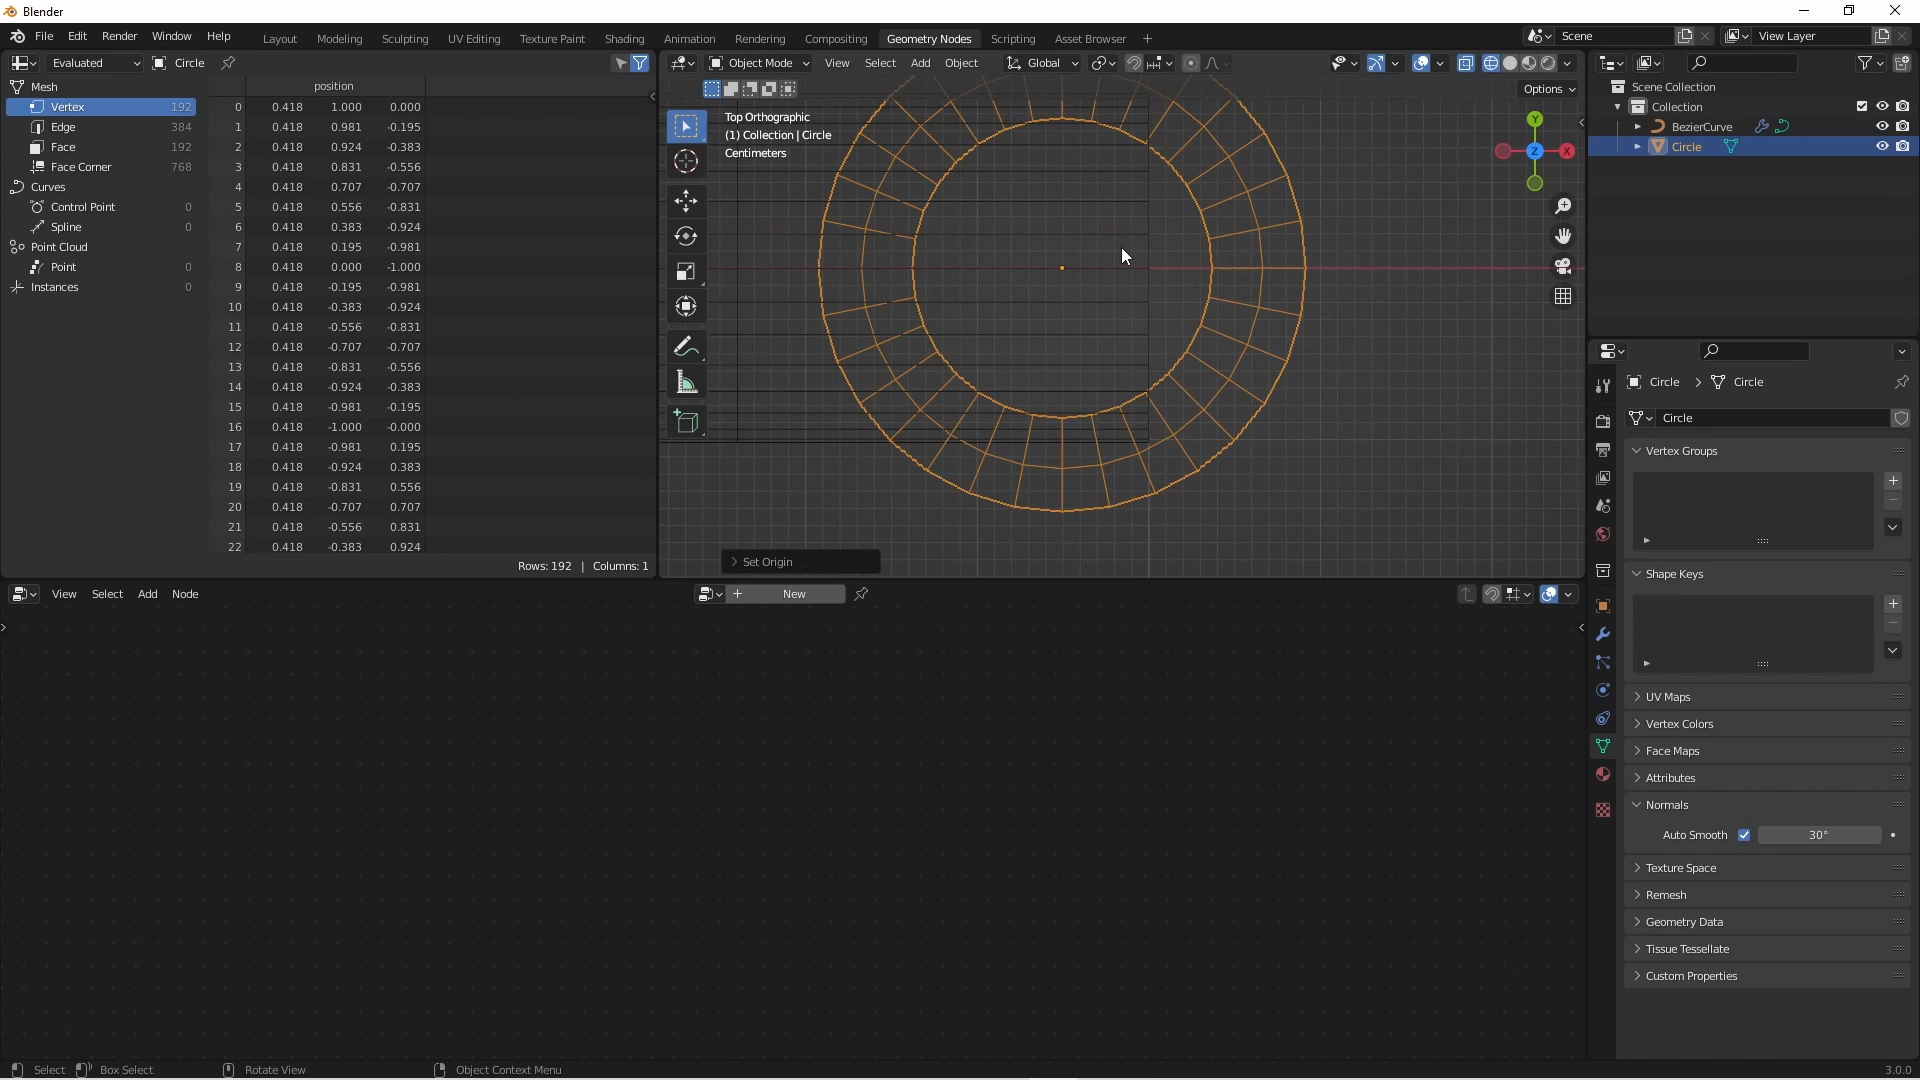 Blender
File Edit Render Window Help
Layout Modeling Sculpting UV Editing Texture Paint Shading Animation Rendering Compositing Geometry Nodes Scripting Asset Browser +
Scene
View Layer
Evaluated Circle
Object Mode View Select Add Object Global
Options
Mesh
Vertex 192
Edge 384
Face 192
Face Corner 768
Curves
Control Point 0
Spline 0
Point Cloud
Point 0
Instances 0
position
0 0.418 1.000 0.000
1 0.418 0.981 -0.195
2 0.418 0.924 -0.383
3 0.418 0.831 -0.556
4 0.418 0.707 -0.707
5 0.418 0.556 -0.831
6 0.418 0.383 -0.924
7 0.418 0.195 -0.981
8 0.418 0.000 -1.000
9 0.418 -0.195 -0.981
10 0.418 -0.383 -0.924
11 0.418 -0.556 -0.831
12 0.418 -0.707 -0.707
13 0.418 -0.831 -0.556
14 0.418 -0.924 -0.383
15 0.418 -0.981 -0.195
16 0.418 -1.000 -0.000
17 0.418 -0.981 0.195
18 0.418 -0.924 0.383
19 0.418 -0.831 0.556
20 0.418 -0.707 0.707
21 0.418 -0.556 0.831
22 0.418 -0.383 0.924
Rows: 192 | Columns: 1
Top Orthographic
(1) Collection | Circle
Centimeters
Y
X
Z
Set Origin
Scene Collection
Collection
BezierCurve
Circle
Circle > Circle
Circle
Vertex Groups
Shape Keys
UV Maps
Vertex Colors
Face Maps
Attributes
Normals
Auto Smooth 30°
Texture Space
Remesh
Geometry Data
Tissue Tessellate
Custom Properties
View Select Add Node
+ New
Select Box Select Rotate View Object Context Menu
3.0.0